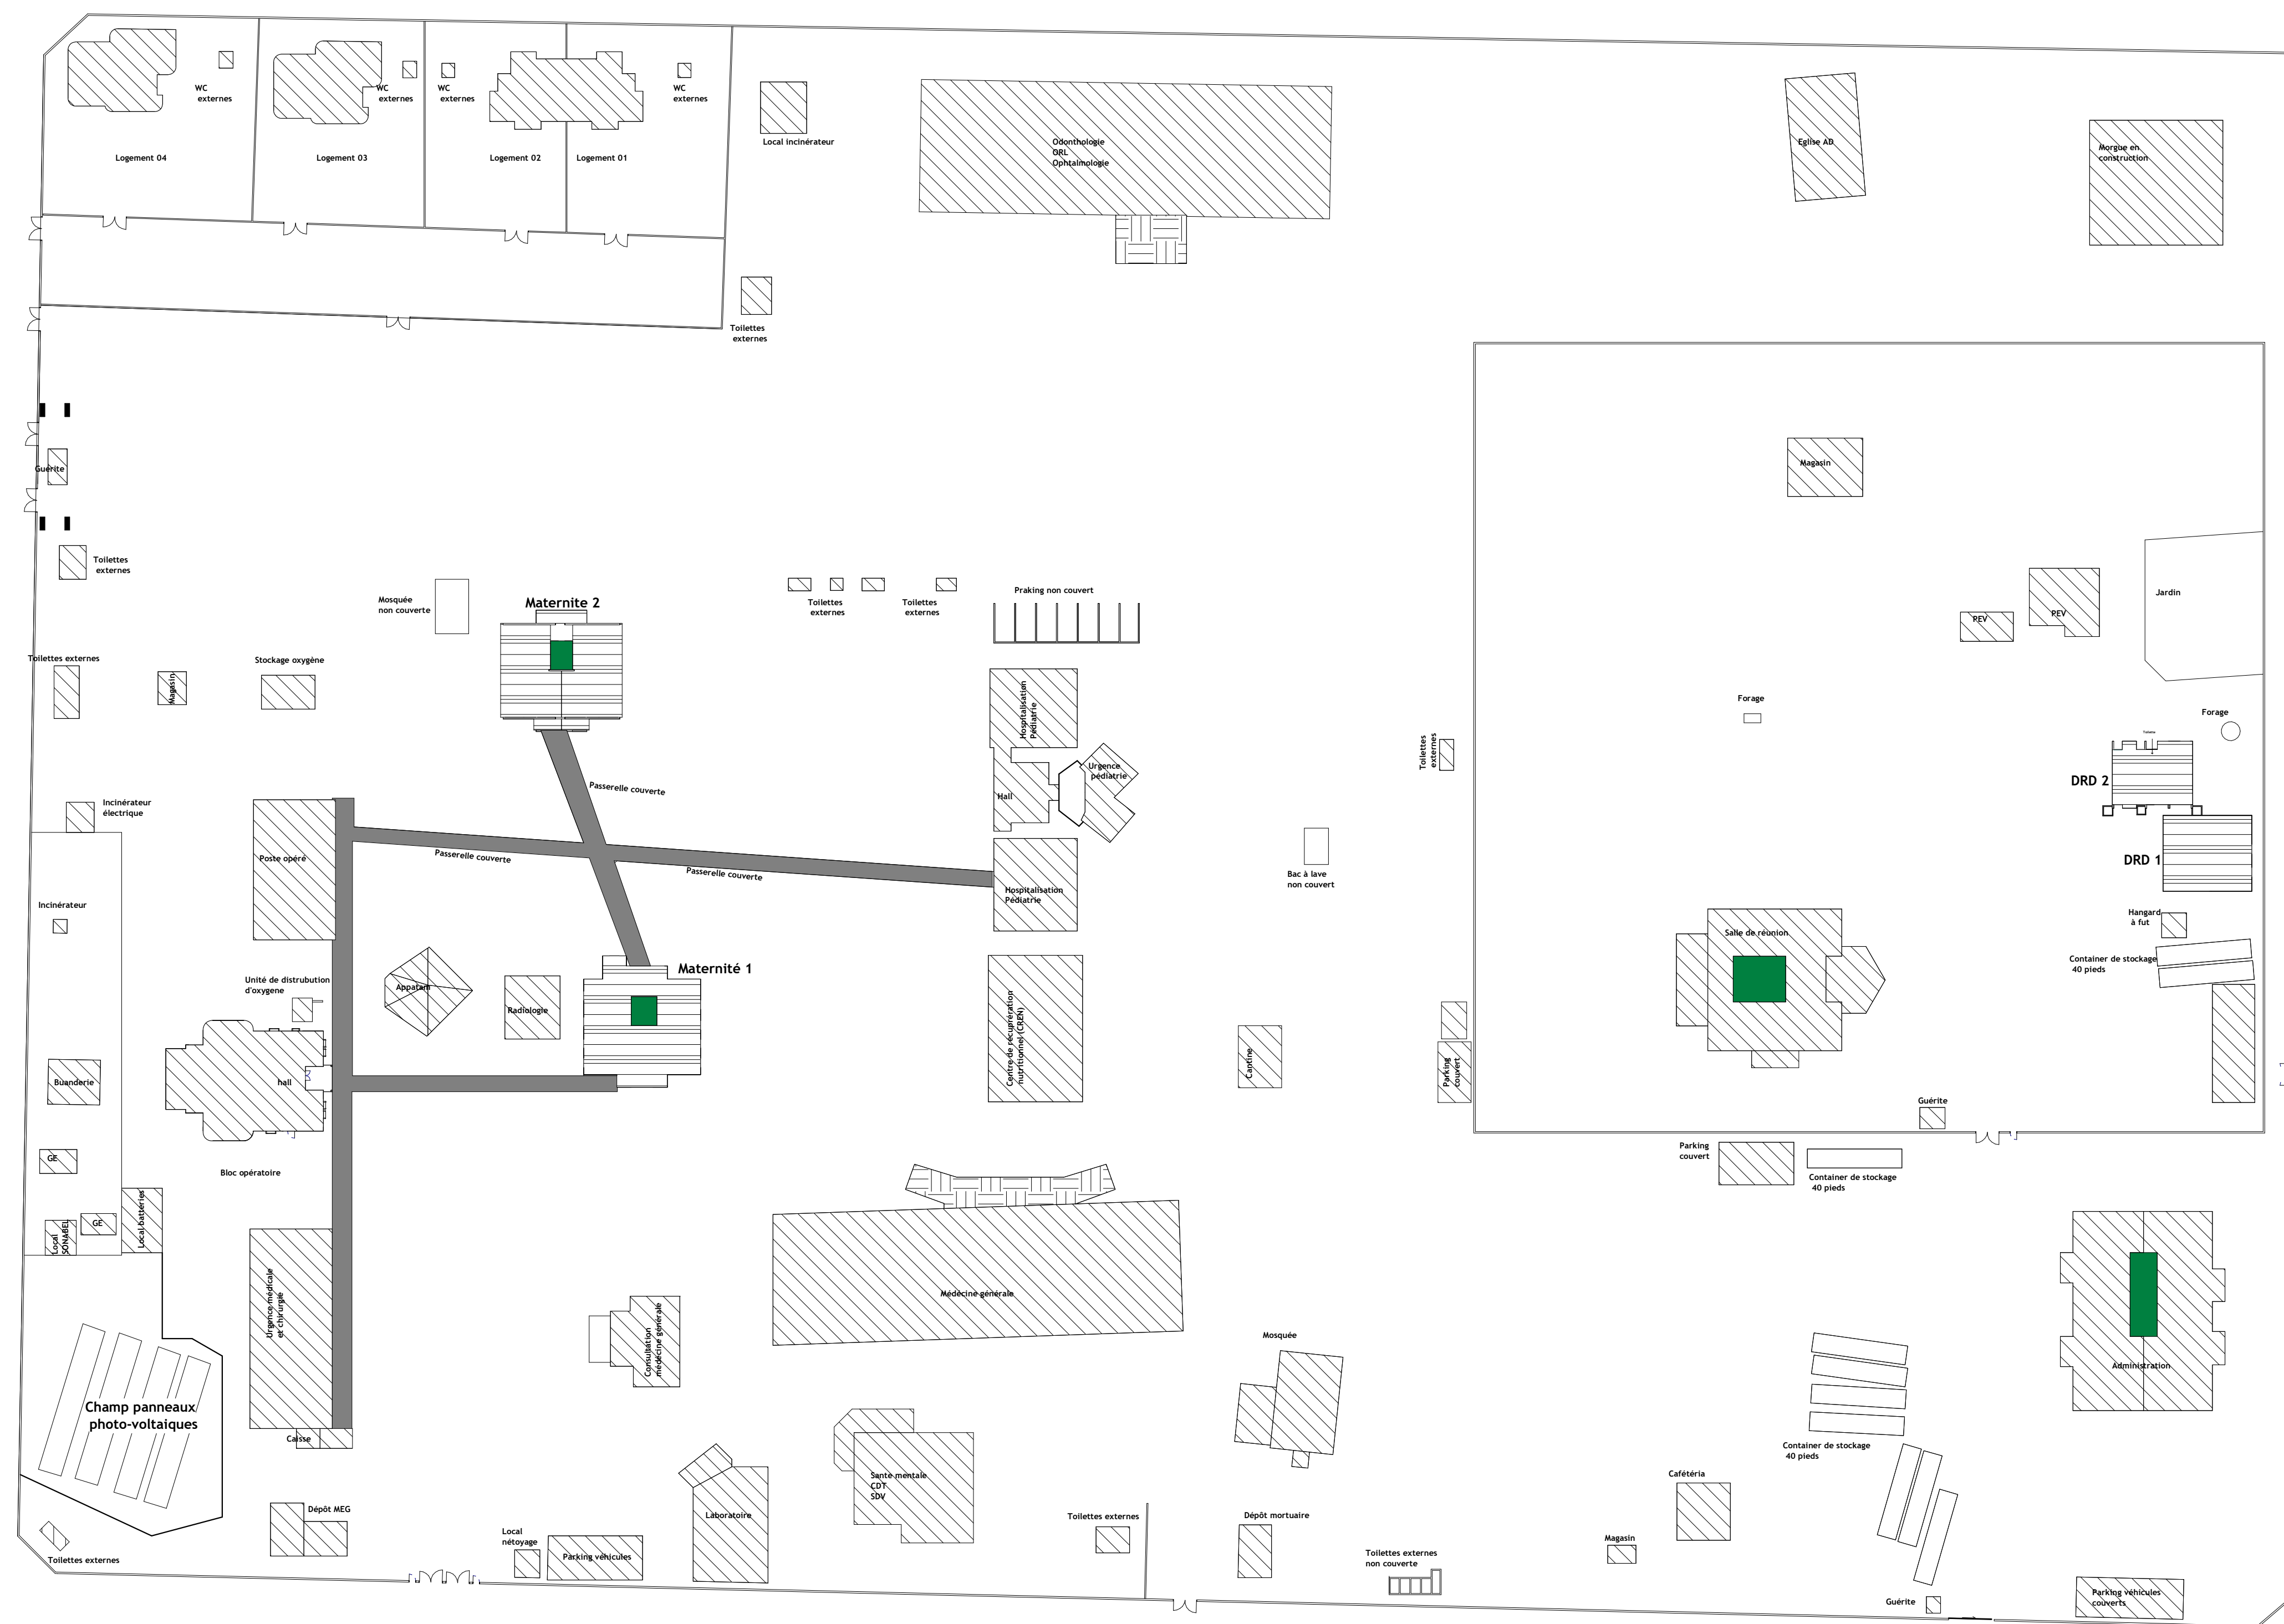 WC
externes
WC
externes
WC
externes
WC
externes
Logement 04
Logement 03
Logement 02
Logement 01
Local incinérateur
Odonthologie
ORL
Ophtalmologie
Eglise AD
Morgue en
construction
Toilettes
externes
Guérite
Magasin
Toilettes
externes
Mosquée
non couverte
Maternite 2
Toilettes
externes
Toilettes
externes
Praking non couvert
PEV
PEV
Jardin
Toilettes externes
Magasin
Stockage oxygène
Hospitalisation
Pédiatrie
Forage
Forage
Toilettes
externes
Urgence
pédiatrie
Hall
Toilette
DRD 2
Passerelle couverte
Incinérateur
électrique
Poste opéré
Passerelle couverte
Passerelle couverte
Hospitalisation
Pédiatrie
Bac à lave
non couvert
DRD 1
Incinérateur
Hangard
à fut
Salle de réunion
Container de stockage
40 pieds
Maternité 1
Unité de distrubution
d'oxygene
Appatam
Radiologie
Centre de récuprération
nutritionnel (CREN)
Cantine
Parking
couvert
Buanderie
hall
Guérite
GE
Bloc opératoire
Parking
couvert
Container de stockage
40 pieds
Local
SONABEL
GE
Local batteries
Urgence médicale
et chirurgie
Médécine générale
Consultation
médécine générale
Mosquée
Administration
Champ panneaux
photo-voltaiques
Caisse
Container de stockage
40 pieds
Sante mentale
CDT
SDV
Cafétéria
Dépôt MEG
Laboratoire
Toilettes externes
Dépôt mortuaire
Local
nétoyage
Parking véhicules
Toilettes externes
Toilettes externes
non couverte
Magasin
Guérite
Parking véhicules
couverts